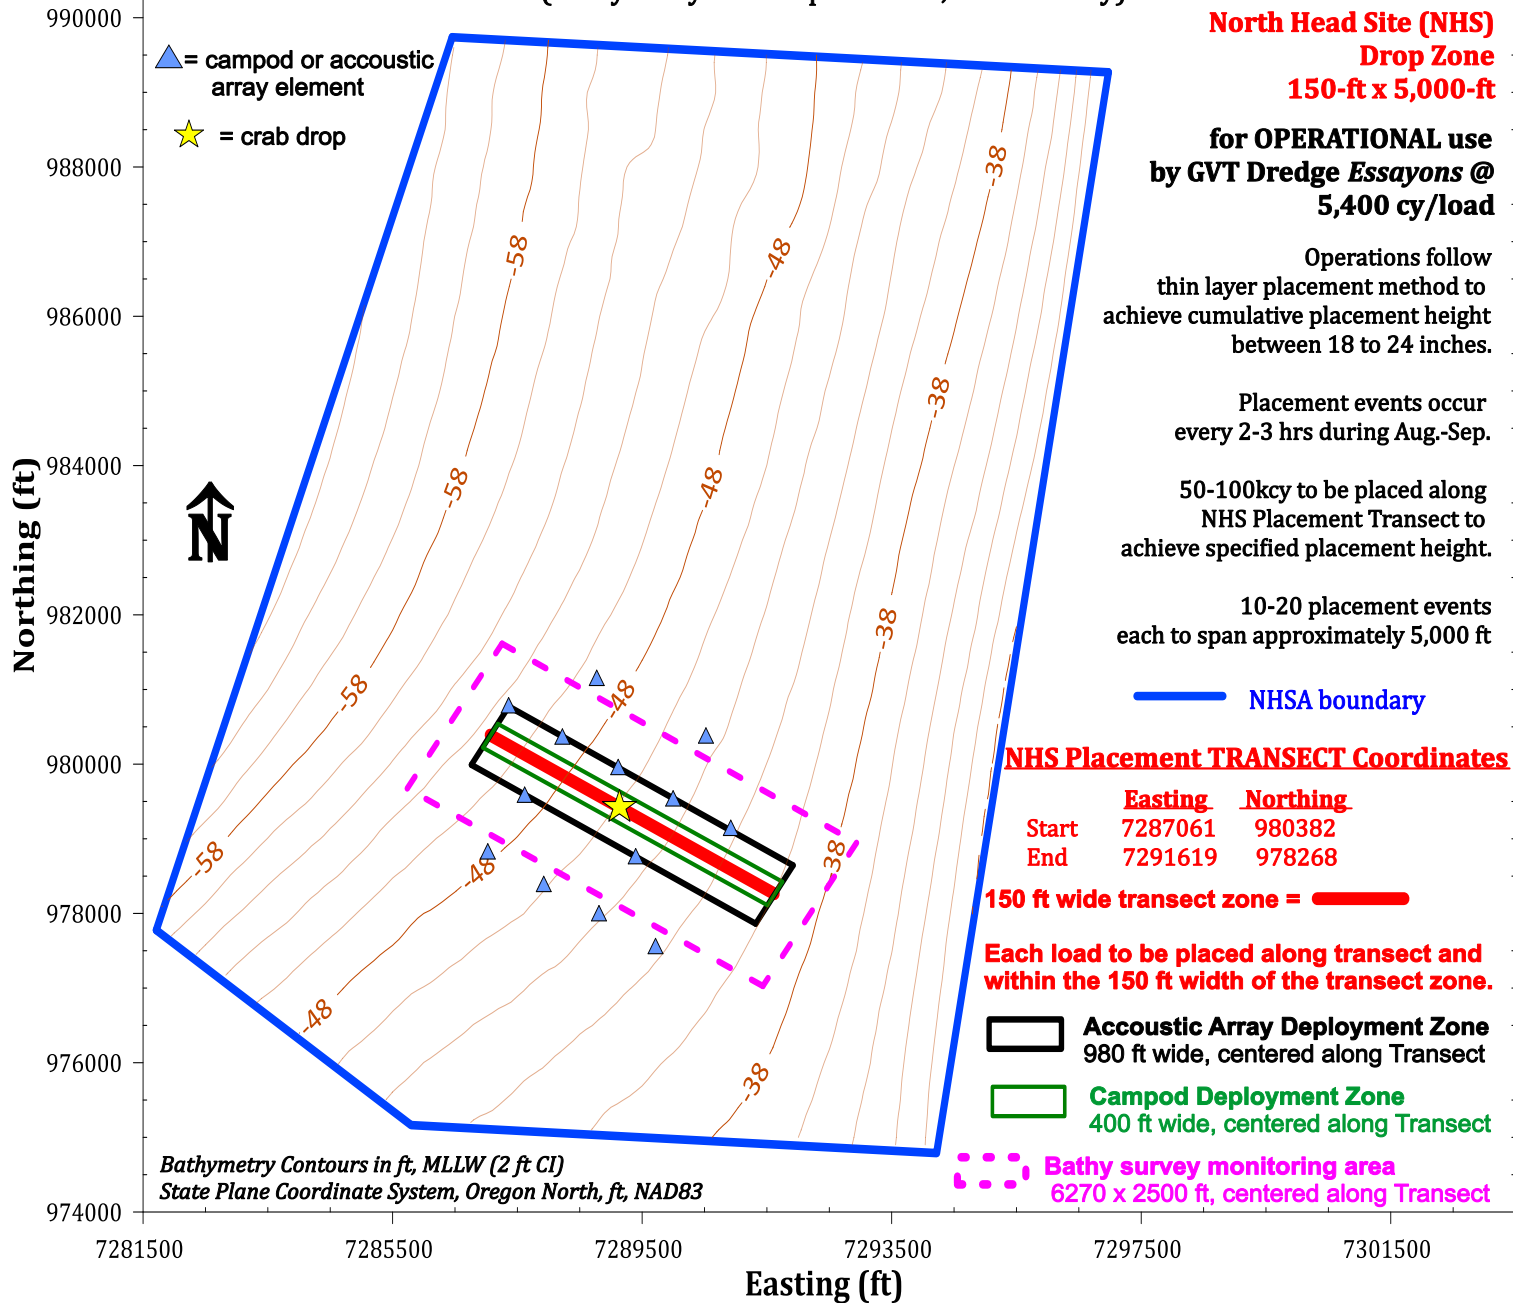 North Head Site (NHS)
Drop Zone
150-ft x 5,000-ft
for OPERATIONAL use
by GVT Dredge Essayons @
5,400 cy/load
Operations follow
thin layer placement method to
achieve cumulative placement height
between 18 to 24 inches.
Placement events occur
every 2-3 hrs during Aug.-Sep.
50-100kcy to be placed along
NHS Placement Transect to
achieve specified placement height.
10-20 placement events
each to span approximately 5,000 ft
NHSA boundary
NHS Placement TRANSECT Coordinates
Easting Northing
Start 7287061 980382
End 7291619 978268
150 ft wide transect zone =
Each load to be placed along transect and
within the 150 ft width of the transect zone.
Accoustic Array Deployment Zone
980 ft wide, centered along Transect
Campod Deployment Zone
400 ft wide, centered along Transect
Bathy survey monitoring area
6270 x 2500 ft, centered along Transect
= campod or accoustic
array element
= crab drop
N
-58
-58
-58
-58
-48
-48
-48
-48
-48
-38
-38
-38
-38
-38
Bathymetry Contours in ft, MLLW (2 ft CI)
State Plane Coordinate System, Oregon North, ft, NAD83
Northing (ft)
990000
988000
986000
984000
982000
980000
978000
976000
974000
7281500 7285500 7289500 7293500 7297500 7301500
Easting (ft)